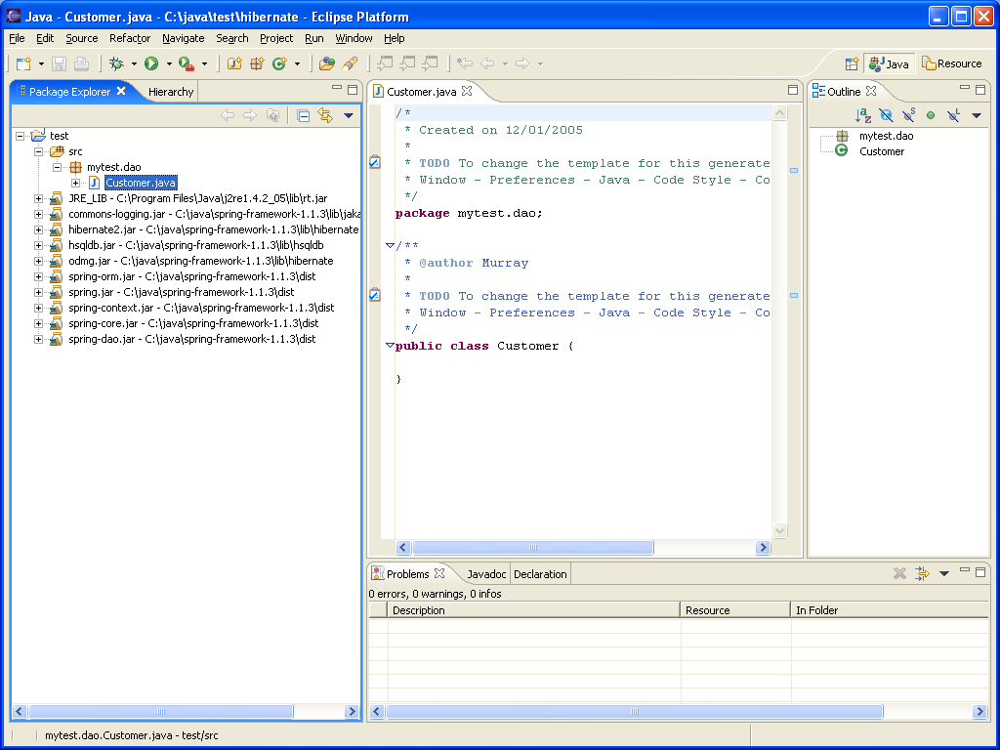 Java - Customer.java - C:\java\test\hibernate - Eclipse Platform
File Edit Source Refactor Navigate Search Project Run Window Help
Java Resource
Package Explorer Hierarchy
test
src
mytest.dao
Customer.java
JRE_LIB - C:\Program Files\Java\j2re1.4.2_05\lib\rt.jar
commons-logging.jar - C:\java\spring-framework-1.1.3\lib\jaka
hibernate2.jar - C:\java\spring-framework-1.1.3\lib\hibernate
hsqldb.jar - C:\java\spring-framework-1.1.3\lib\hsqldb
odmg.jar - C:\java\spring-framework-1.1.3\lib\hibernate
spring-orm.jar - C:\java\spring-framework-1.1.3\dist
spring.jar - C:\java\spring-framework-1.1.3\dist
spring-context.jar - C:\java\spring-framework-1.1.3\dist
spring-core.jar - C:\java\spring-framework-1.1.3\dist
spring-dao.jar - C:\java\spring-framework-1.1.3\dist
Customer.java
/*
 * Created on 12/01/2005
 *
 * TODO To change the template for this generate
 * Window - Preferences - Java - Code Style - Co
 */
package mytest.dao;
/**
 * @author Murray
 *
 * TODO To change the template for this generate
 * Window - Preferences - Java - Code Style - Co
 */
public class Customer {
}
Outline
mytest.dao
Customer
Problems Javadoc Declaration
0 errors, 0 warnings, 0 infos
Description Resource In Folder
mytest.dao.Customer.java - test/src